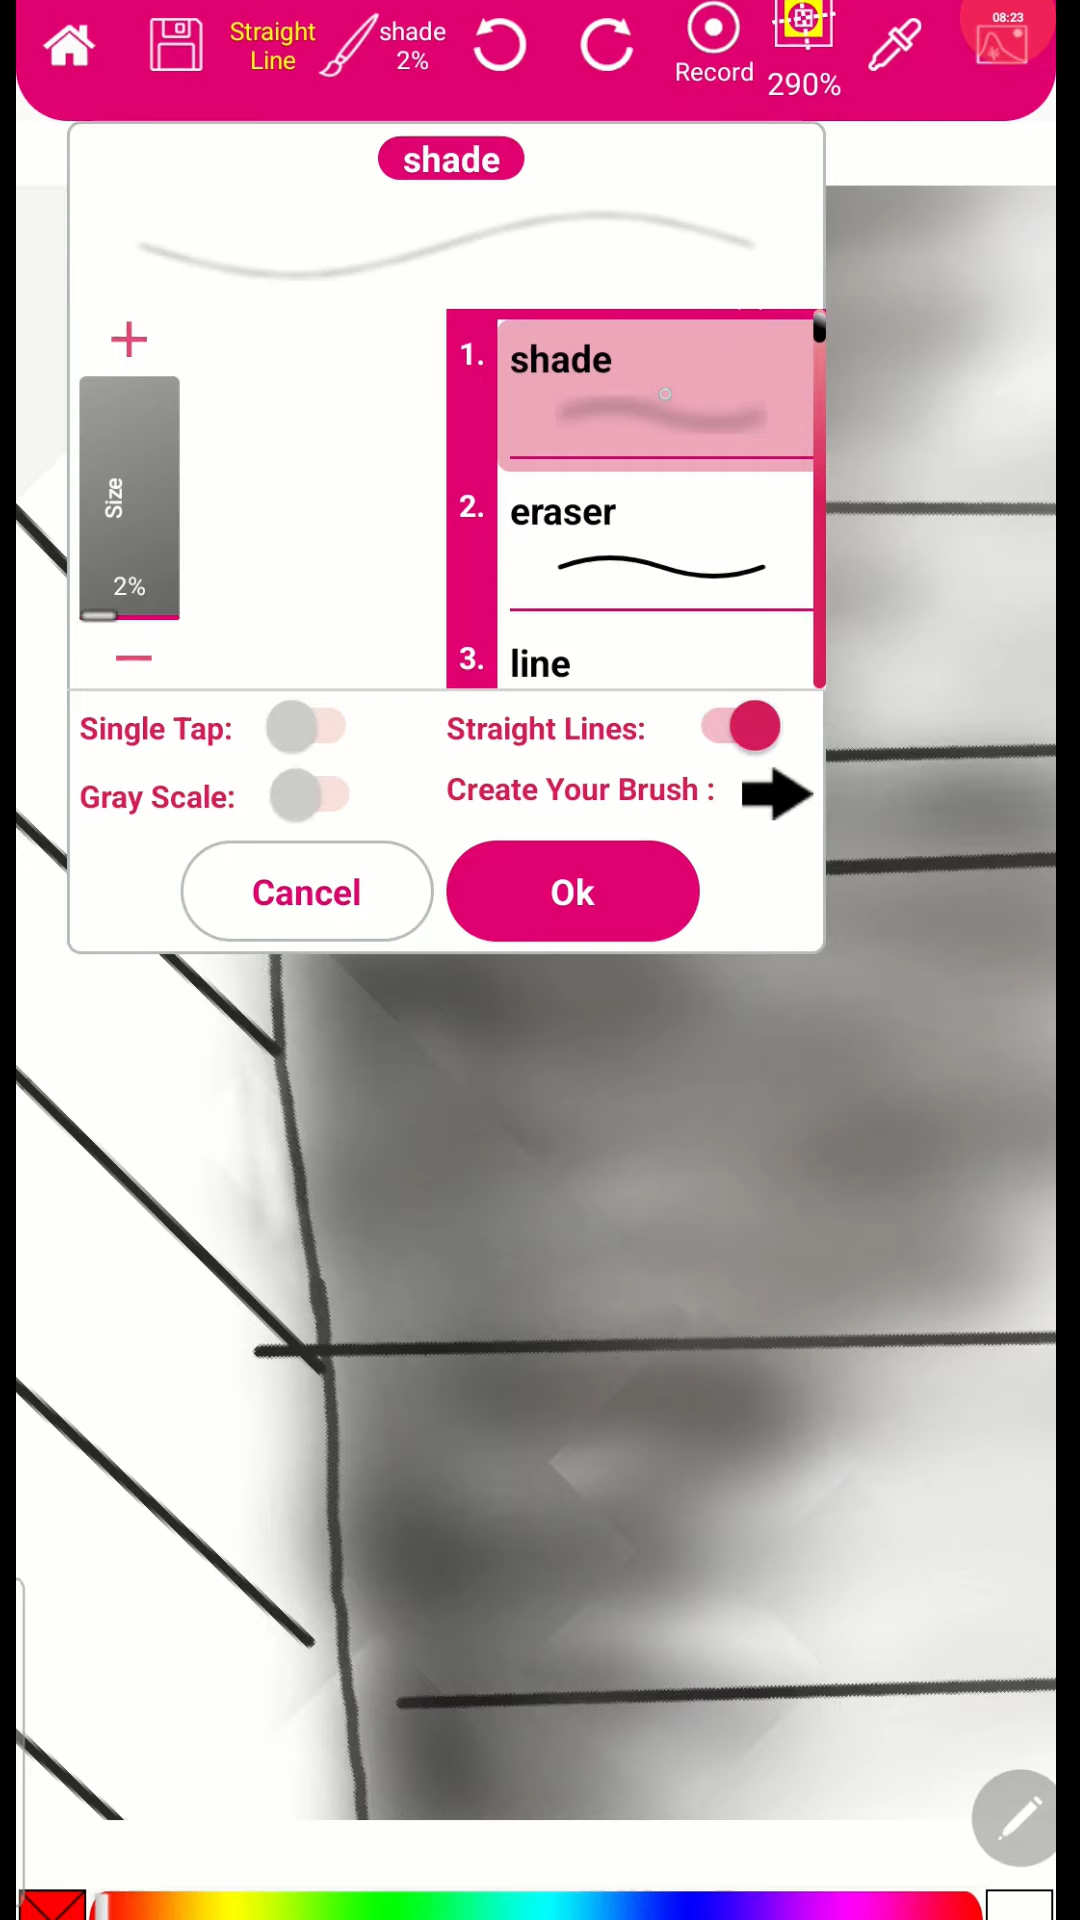 Straight
Line
shade
2%
Record
290%
08:23
shade
1.
shade
Size
2%
2.
eraser
3.
line
Single Tap:
Straight Lines:
Gray Scale:
Create Your Brush :
Cancel
Ok